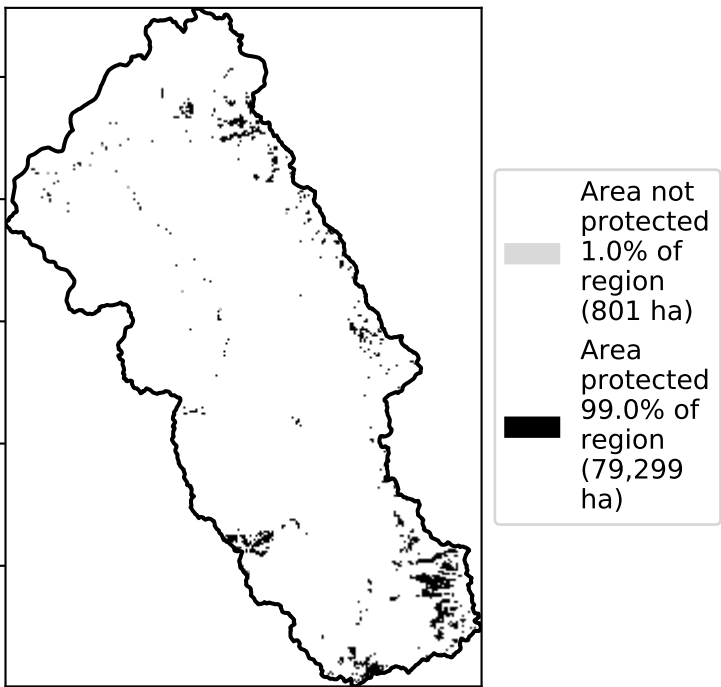 Area not
protected
1.0% of
region
(801 ha)
Area
protected
99.0% of
region
(79,299
ha)